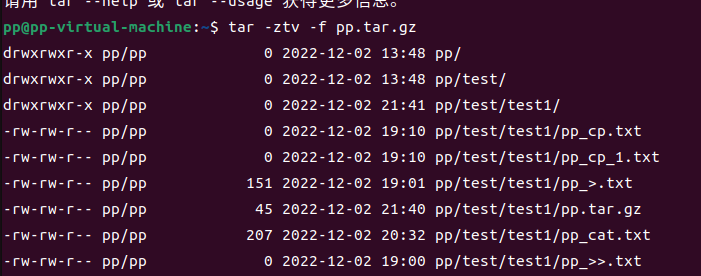 请用 tar --help 或 tar --usage 获得更多信息。
pp@pp-virtual-machine:~$ tar -ztv -f pp.tar.gz
drwxrwxr-x pp/pp 0 2022-12-02 13:48 pp/
drwxrwxr-x pp/pp 0 2022-12-02 13:48 pp/test/
drwxrwxr-x pp/pp 0 2022-12-02 21:41 pp/test/test1/
-rw-rw-r-- pp/pp 0 2022-12-02 19:10 pp/test/test1/pp_cp.txt
-rw-rw-r-- pp/pp 0 2022-12-02 19:10 pp/test/test1/pp_cp_1.txt
-rw-rw-r-- pp/pp 151 2022-12-02 19:01 pp/test/test1/pp_>.txt
-rw-rw-r-- pp/pp 45 2022-12-02 21:40 pp/test/test1/pp.tar.gz
-rw-rw-r-- pp/pp 207 2022-12-02 20:32 pp/test/test1/pp_cat.txt
-rw-rw-r-- pp/pp 0 2022-12-02 19:00 pp/test/test1/pp_>>.txt